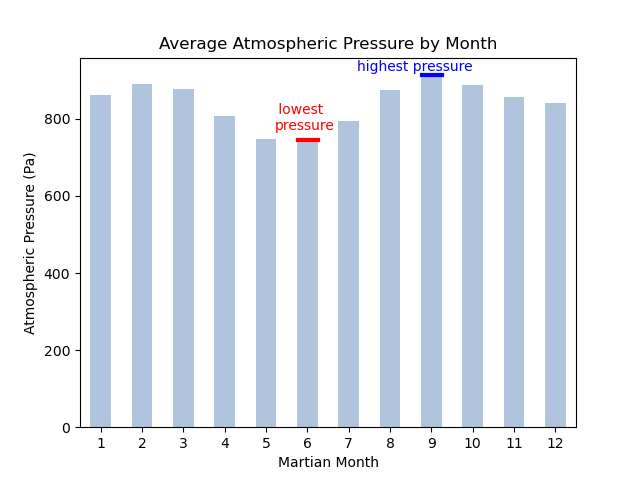 Average Atmospheric Pressure by Month
highest pressure
lowest
pressure
800
600
400
200
0
Atmospheric Pressure (Pa)
1 2 3 4 5 6 7 8 9 10 11 12
Martian Month